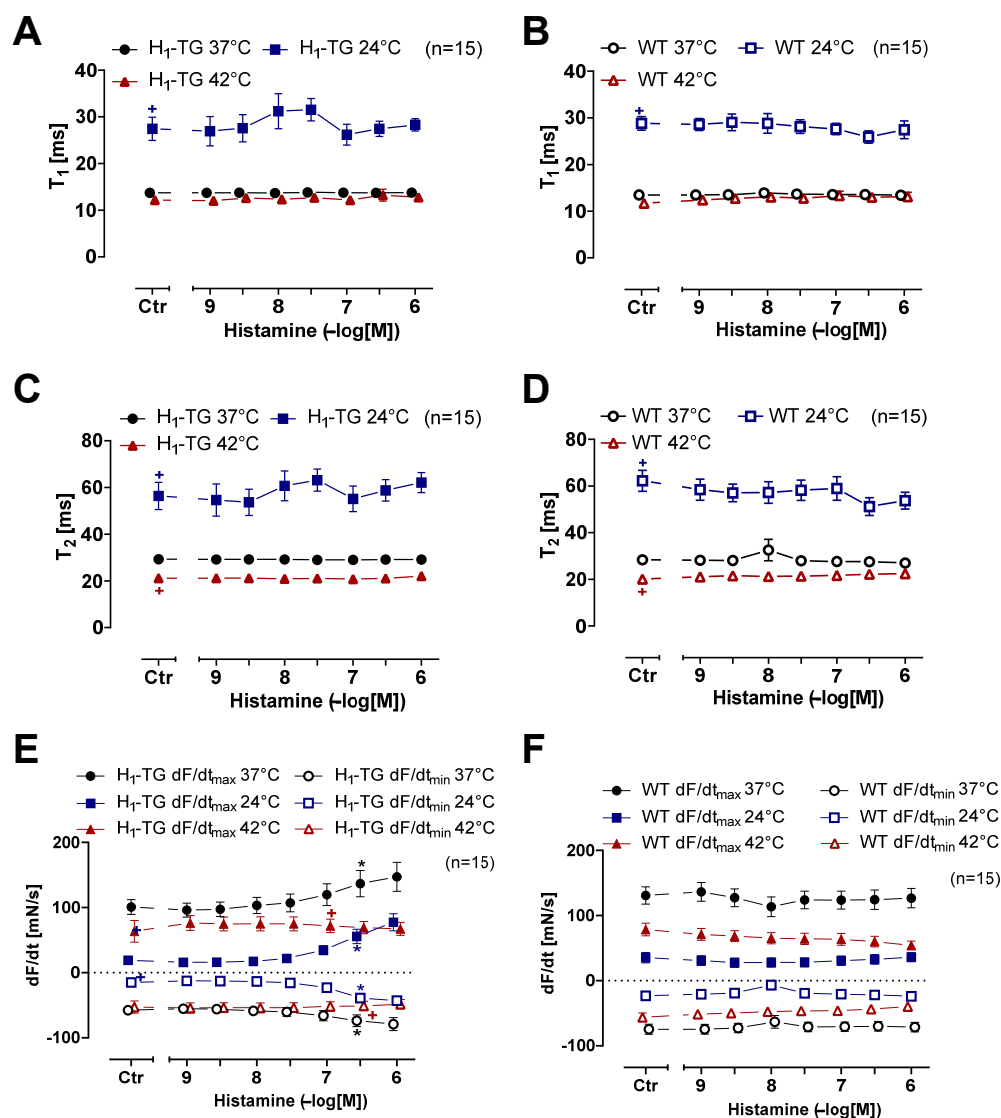 A
H₁-TG 37°C H₁-TG 24°C (n=15)
H₁-TG 42°C
40
30
20
10
0
T₁ [ms]
+
Ctr 9 8 7 6
Histamine (–log[M])
B
WT 37°C WT 24°C (n=15)
WT 42°C
40
30
20
10
0
T₁ [ms]
+
Ctr 9 8 7 6
Histamine (–log[M])
C
H₁-TG 37°C H₁-TG 24°C (n=15)
H₁-TG 42°C
80
60
40
20
0
T₂ [ms]
+
+
Ctr 9 8 7 6
Histamine (–log[M])
D
WT 37°C WT 24°C (n=15)
WT 42°C
80
60
40
20
0
T₂ [ms]
+
+
Ctr 9 8 7 6
Histamine (–log[M])
E
H₁-TG dF/dtmax 37°C H₁-TG dF/dtmin 37°C
H₁-TG dF/dtmax 24°C H₁-TG dF/dtmin 24°C
H₁-TG dF/dtmax 42°C H₁-TG dF/dtmin 42°C
(n=15)
200
100
0
-100
dF/dt [mN/s]
*
+
+
*
+
*
+
*
Ctr 9 8 7 6
Histamine (–log[M])
F
WT dF/dtmax 37°C WT dF/dtmin 37°C
WT dF/dtmax 24°C WT dF/dtmin 24°C
WT dF/dtmax 42°C WT dF/dtmin 42°C
(n=15)
200
100
0
-100
dF/dt [mN/s]
Ctr 9 8 7 6
Histamine (–log[M])